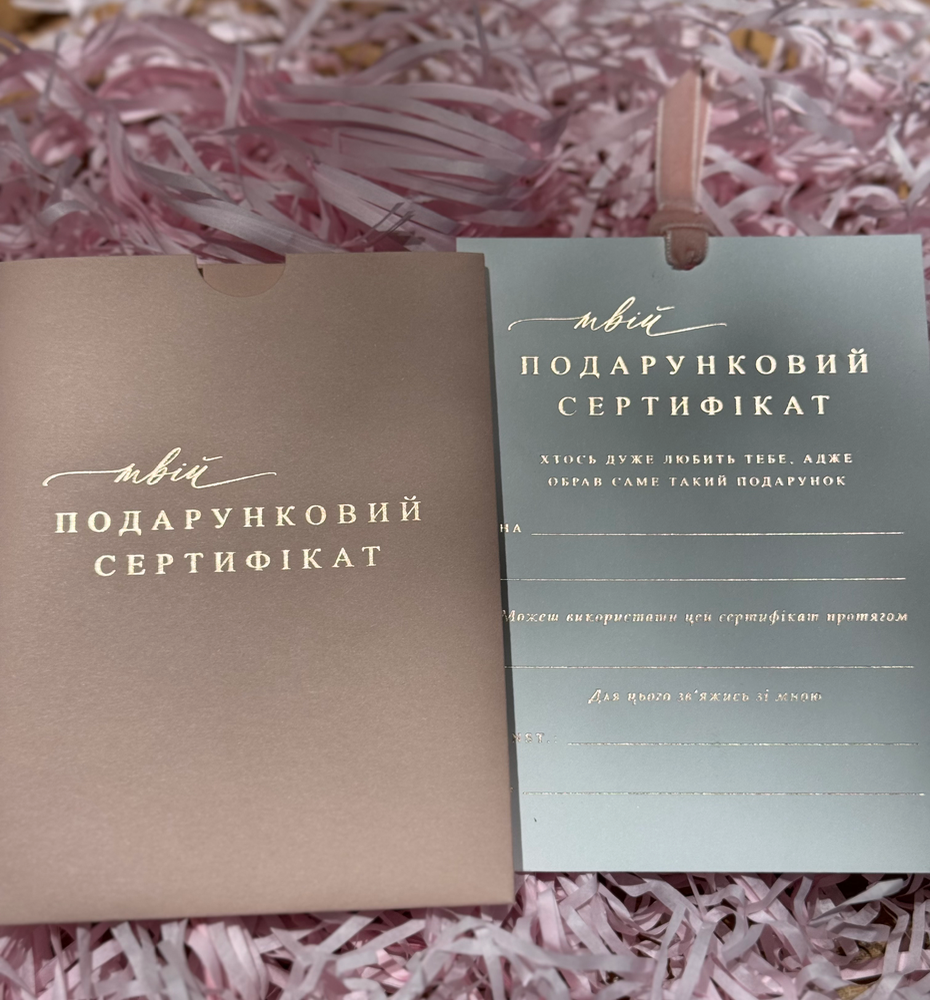 твій
ПОДАРУНКОВИЙ
СЕРТИФІКАТ
твій
ПОДАРУНКОВИЙ
СЕРТИФІКАТ
ХТОСЬ ДУЖЕ ЛЮБИТЬ ТЕБЕ, АДЖЕ
ОБРАВ САМЕ ТАКИЙ ПОДАРУНОК
НА
Можеш використати цей сертифікат протягом
Для цього зв'яжись зі мною